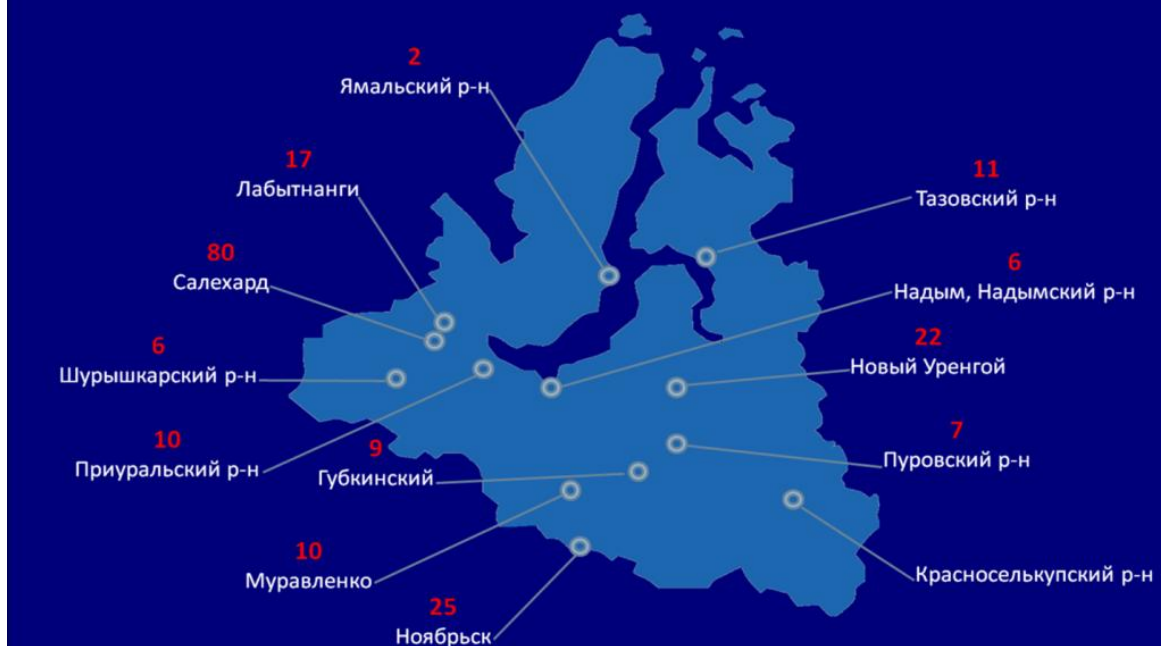 2
Ямальский р-н
17
Лабытнанги
11
Тазовский р-н
80
Салехард
6
Надым, Надымский р-н
6
Шурышкарский р-н
22
Новый Уренгой
10
Приуральский р-н
9
Губкинский
7
Пуровский р-н
10
Муравленко
Красноселькупский р-н
25
Ноябрьск